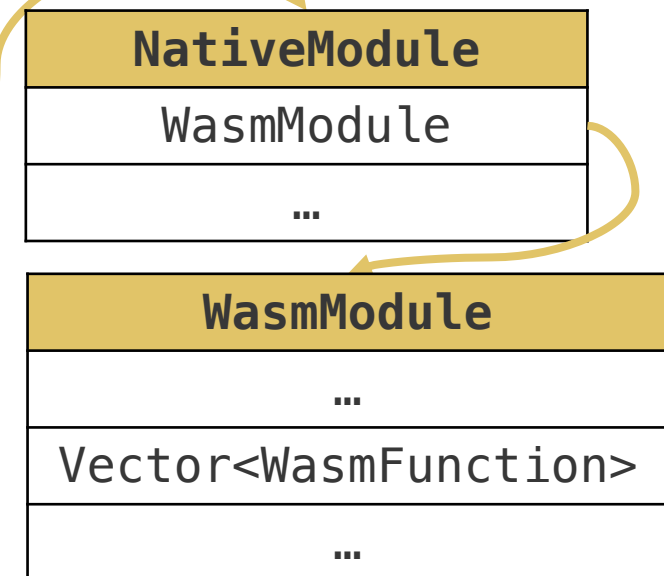 NativeModule
WasmModule
…
WasmModule
…
Vector<WasmFunction>
…